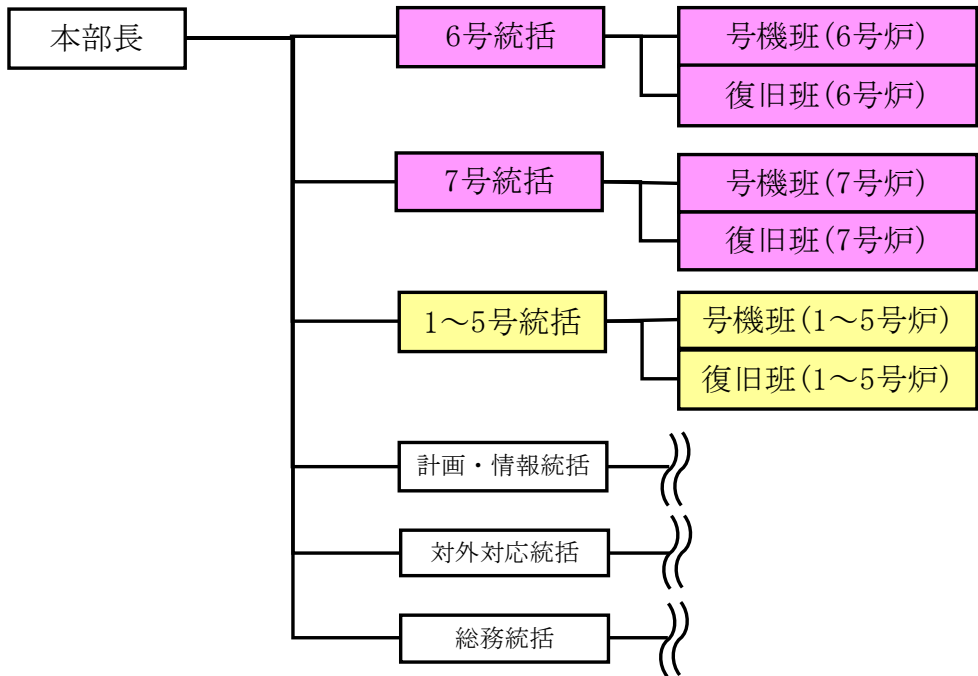 本部長
6号統括
号機班(6号炉)
復旧班(6号炉)
7号統括
号機班(7号炉)
復旧班(7号炉)
1～5号統括
号機班(1～5号炉)
復旧班(1～5号炉)
計画・情報統括
対外対応統括
総務統括